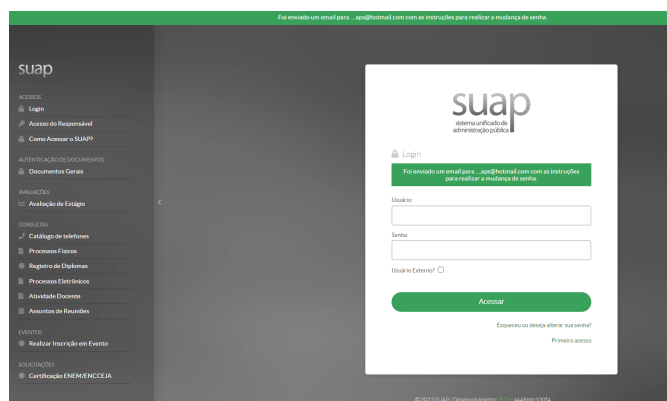 Foi enviado um email para ...aps@hotmail.com com as instruções para realizar a mudança de senha.
suap
ACESSOS
Login
Acesso do Responsável
Como Acessar o SUAP?
AUTENTICAÇÃO DE DOCUMENTOS
Documentos Gerais
AVALIAÇÕES
Avaliação de Estágio
CONSULTAS
Catálogo de telefones
Processos Físicos
Registro de Diplomas
Processos Eletrônicos
Atividade Docente
Assuntos de Reuniões
EVENTOS
Realizar Inscrição em Evento
SOLICITAÇÕES
Certificação ENEM/ENCCEJA
suap
sistema unificado de
administração pública
Login
Foi enviado um email para ...aps@hotmail.com com as instruções
para realizar a mudança de senha.
Usuário:
Senha:
Usuário Externo?
Acessar
Esqueceu ou deseja alterar sua senha?
Primeiro acesso
© 2023 SUAP | Desenvolvimento: